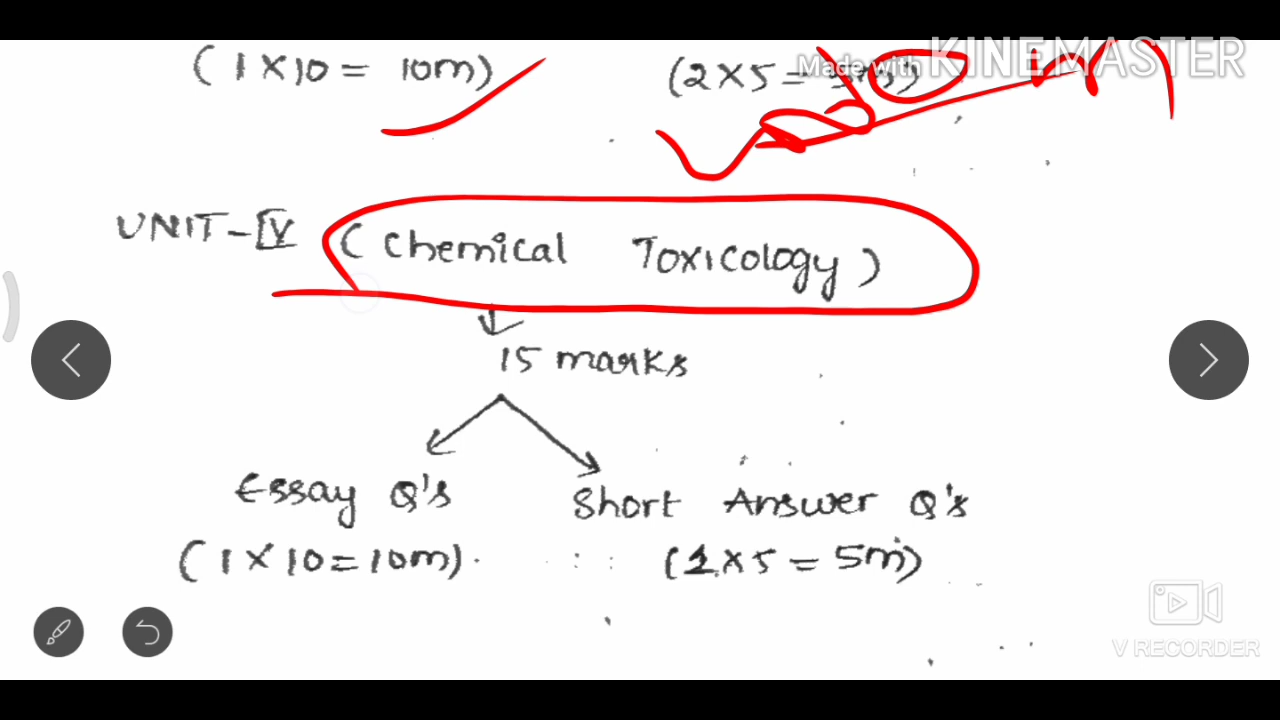 (1 X 10 = 10m) (2 X 5 =
Made with KINEMASTER
UNIT-IV (Chemical Toxicology)
15 marks
Essay Q's Short Answer Q's
(1 X 10 = 10m). (1 X 5 = 5m)
V RECORDER